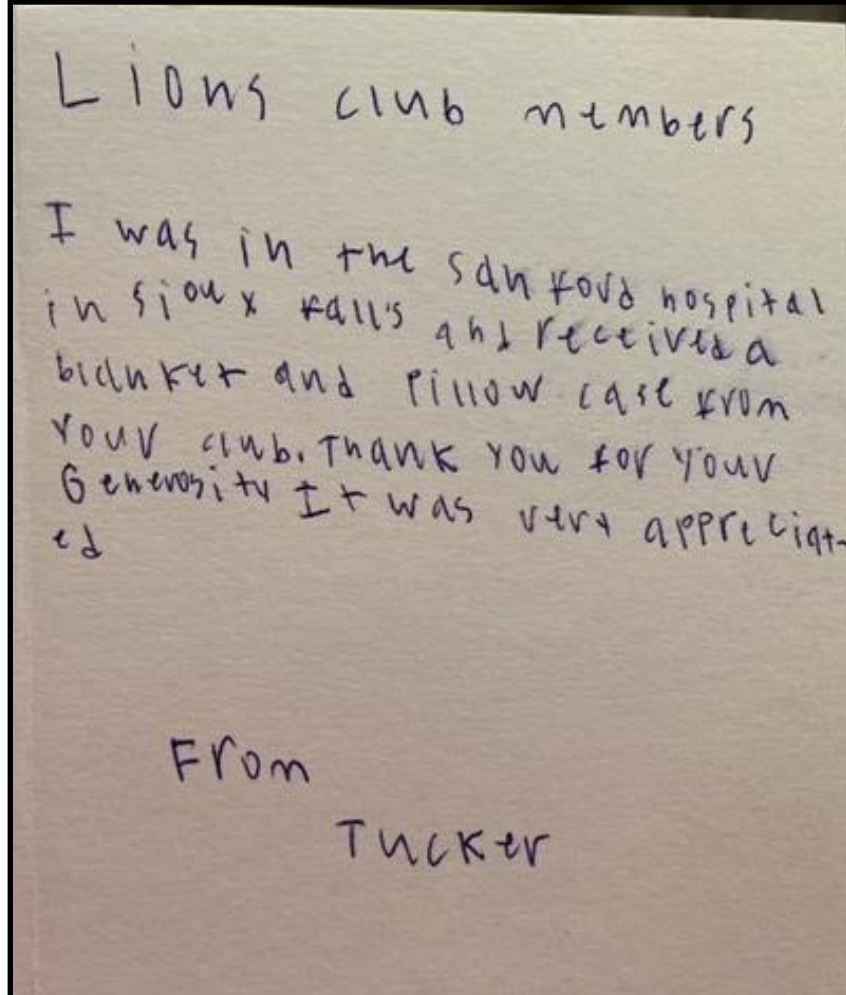 Lions club members
I was in the Sanford hospital
in Sioux Falls and received a
blanket and pillow case from
your club. Thank you for your
Generosity It was very appreciat-
ed
From
Tucker